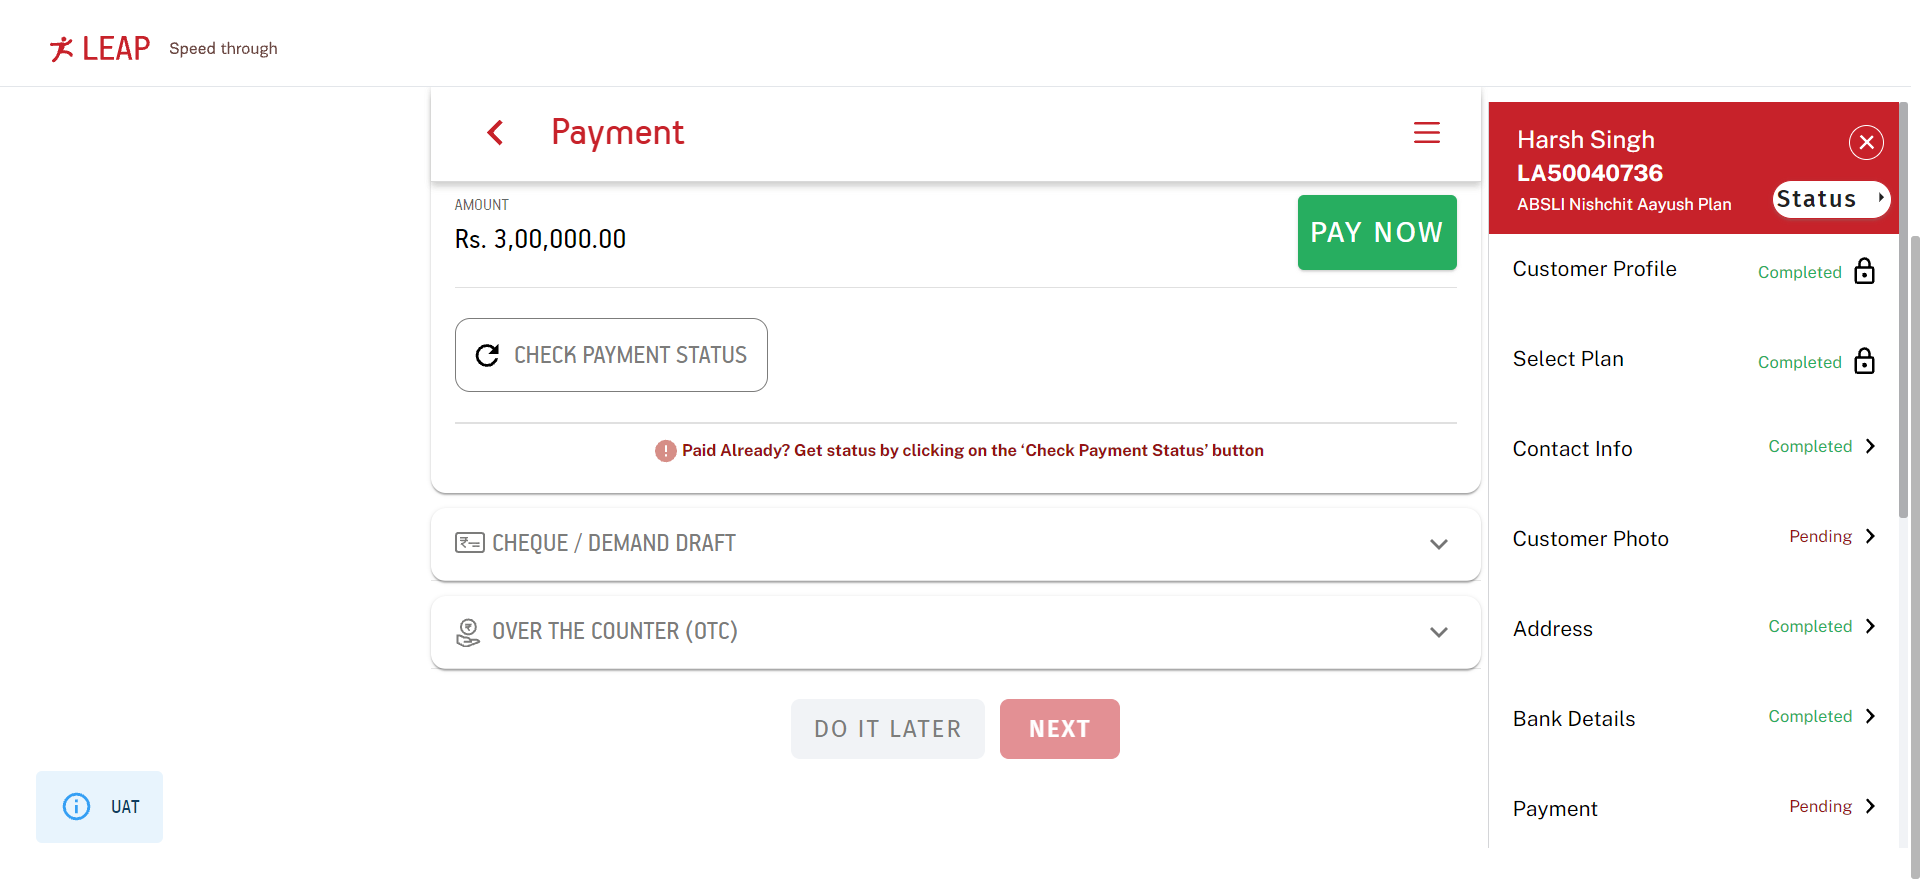 LEAP Speed through
Payment
AMOUNT
Rs. 3,00,000.00
PAY NOW
CHECK PAYMENT STATUS
Paid Already? Get status by clicking on the ‘Check Payment Status’ button
CHEQUE / DEMAND DRAFT
OVER THE COUNTER (OTC)
DO IT LATER NEXT
UAT
Harsh Singh
LA50040736
ABSLI Nishchit Aayush Plan
Status
Customer Profile Completed
Select Plan Completed
Contact Info Completed
Customer Photo Pending
Address Completed
Bank Details Completed
Payment Pending